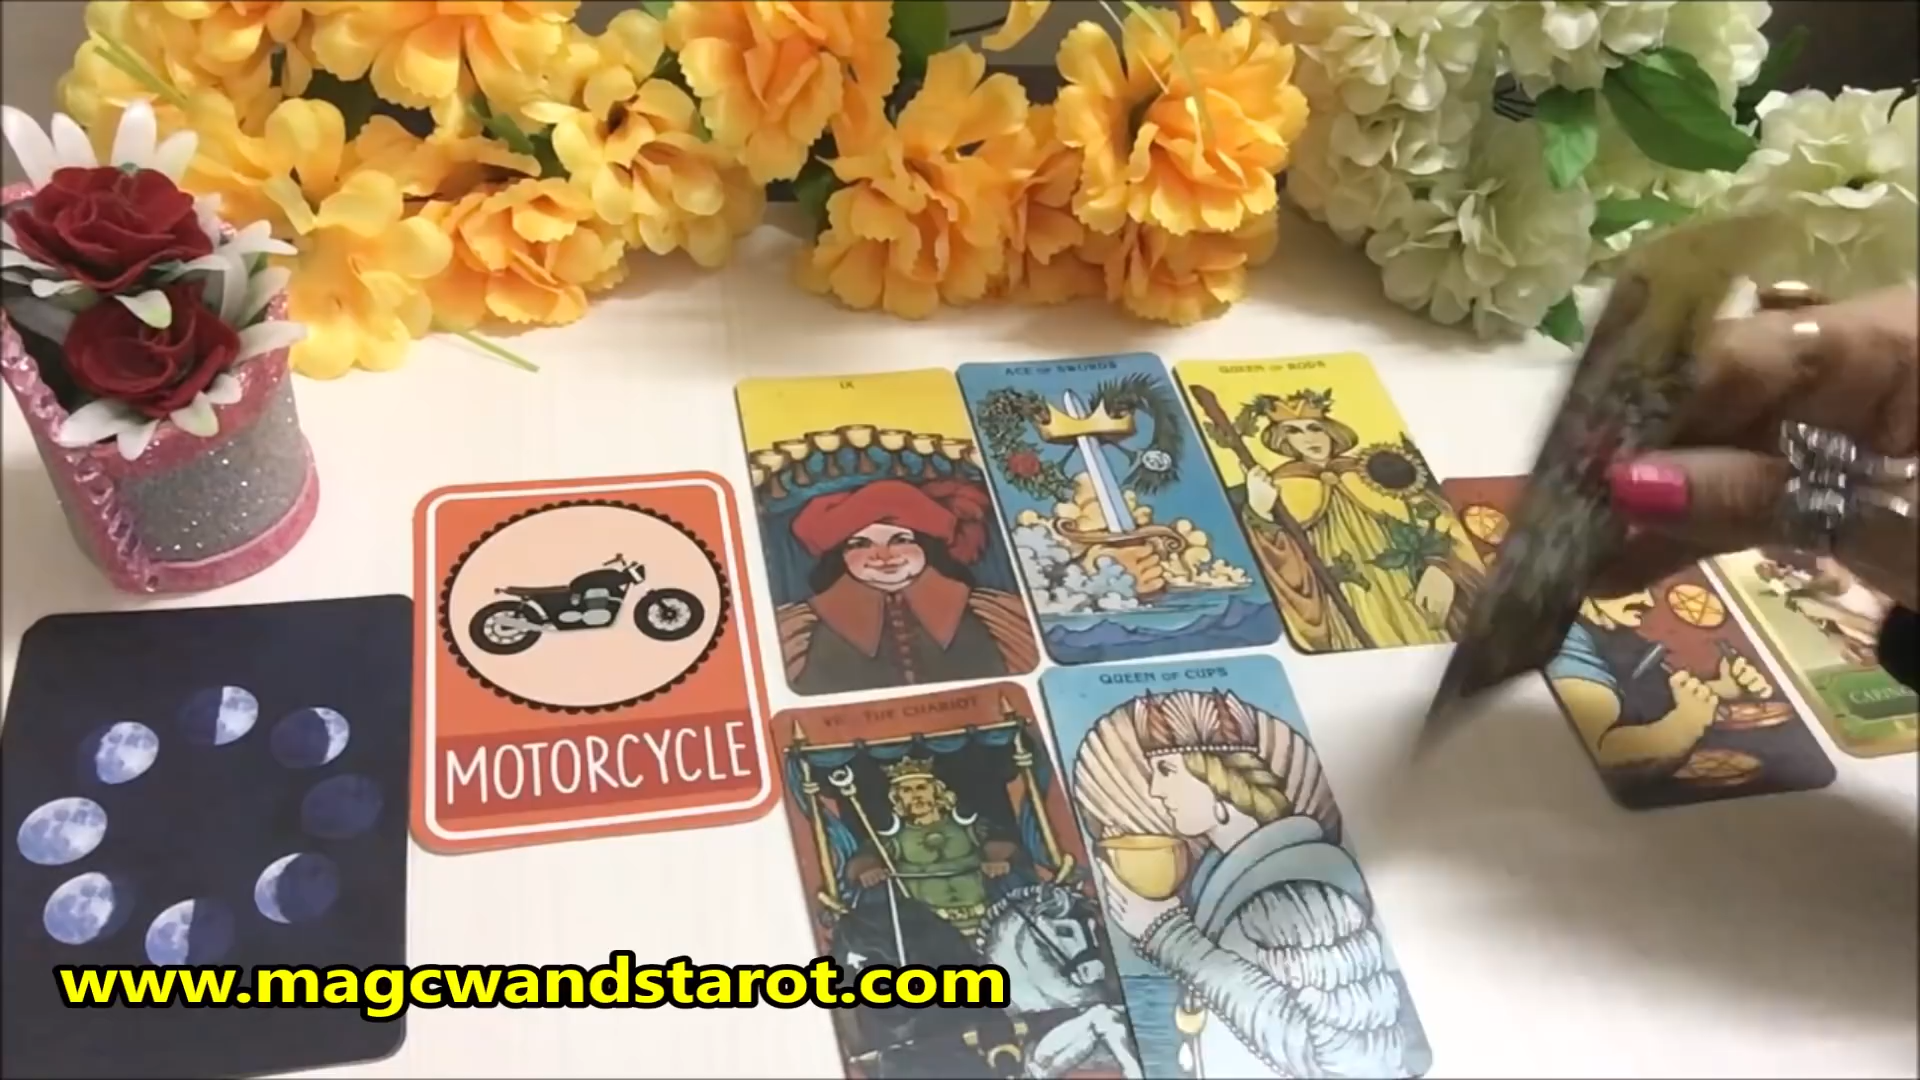 IX
ACE OF SWORDS
QUEEN OF RODS
MOTORCYCLE
VII THE CHARIOT
QUEEN OF CUPS
www.magcwandstarot.com